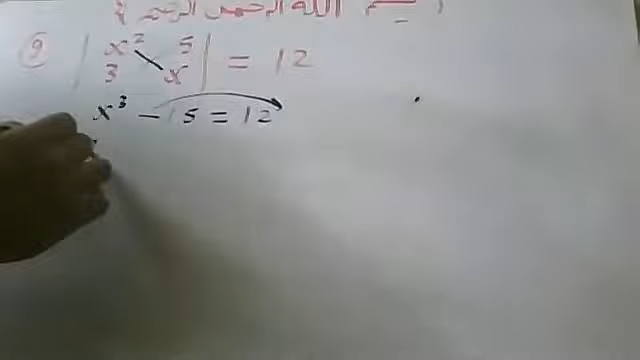 بسم الله الرحمن الرحيم
9 | x² 5 | = 12
3 x
x³ - 15 = 12